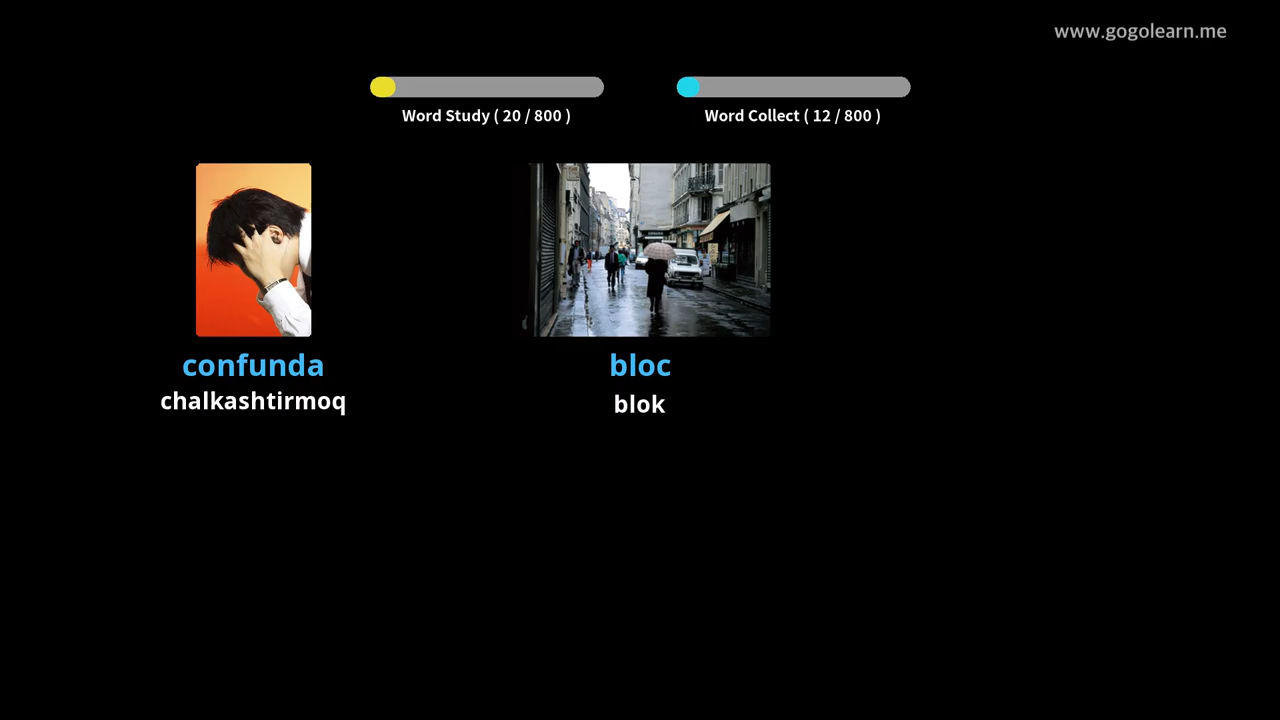 www.gogolearn.me
Word Study ( 20 / 800 )
Word Collect ( 12 / 800 )
confunda
chalkashtirmoq
bloc
blok